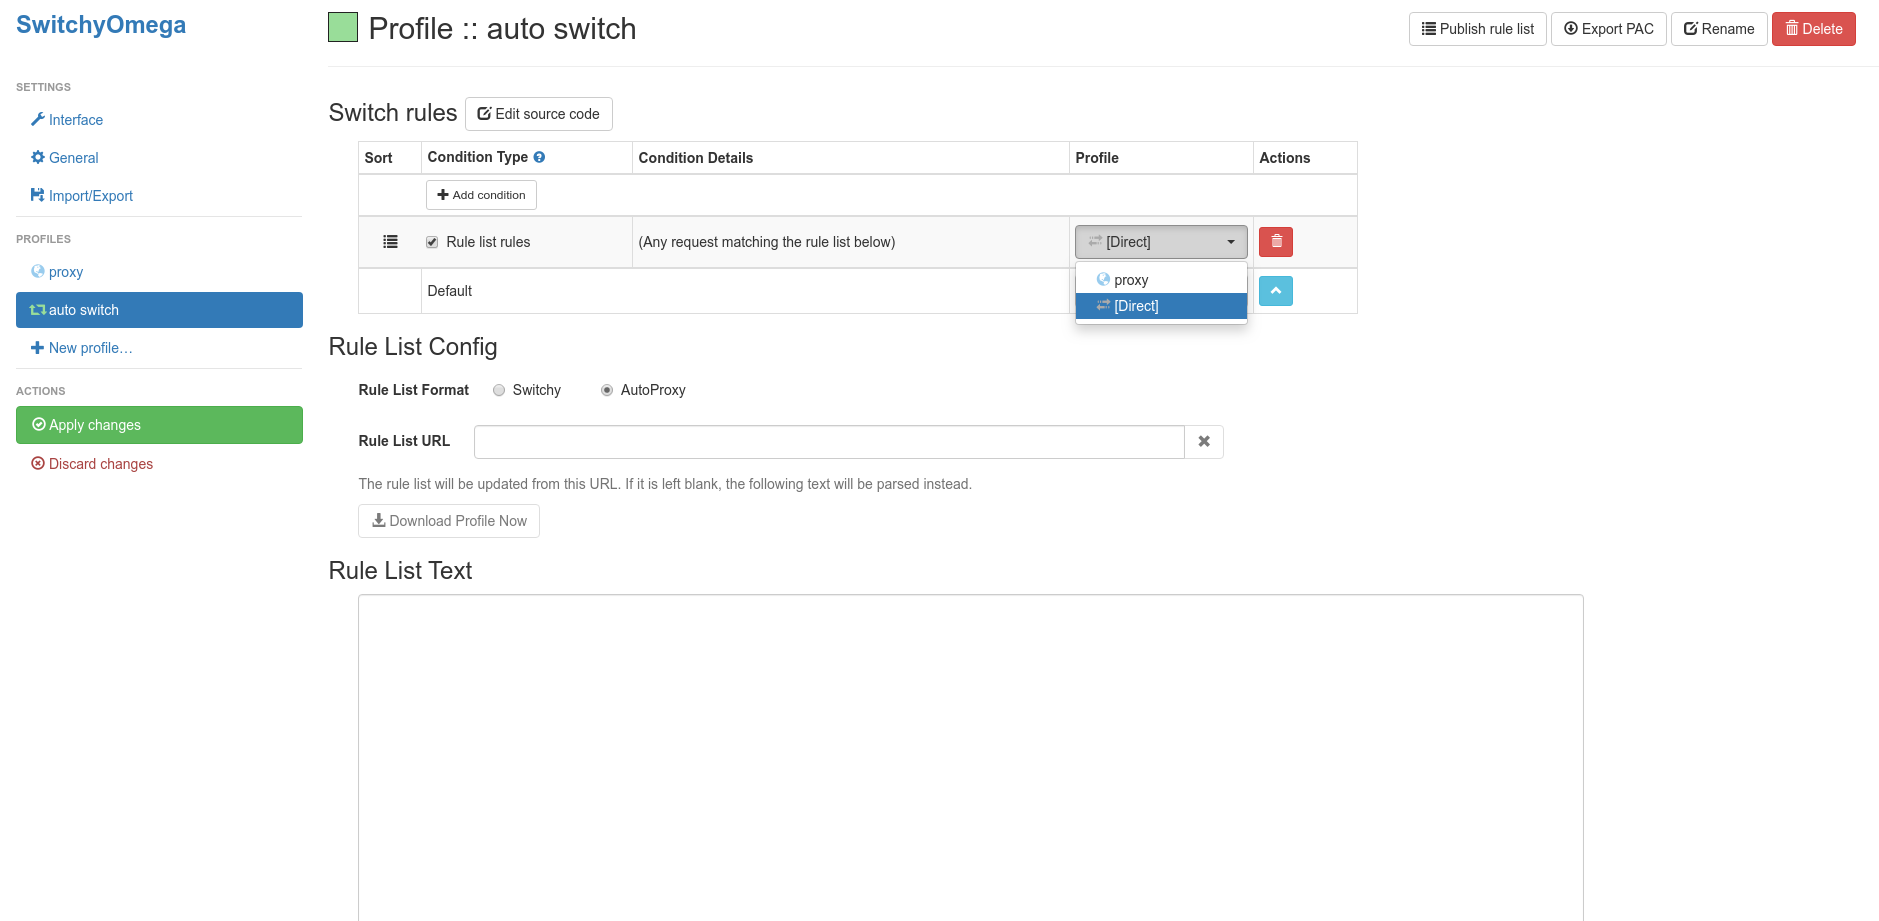 SwitchyOmega
Profile :: auto switch
Publish rule list
Export PAC
Rename
Delete
SETTINGS
Interface
General
Import/Export
PROFILES
proxy
auto switch
New profile…
ACTIONS
Apply changes
Discard changes
Switch rules
Edit source code
Sort Condition Type Condition Details Profile Actions
Add condition
Rule list rules (Any request matching the rule list below) [Direct]
proxy
[Direct]
Default
Rule List Config
Rule List Format Switchy AutoProxy
Rule List URL
The rule list will be updated from this URL. If it is left blank, the following text will be parsed instead.
Download Profile Now
Rule List Text